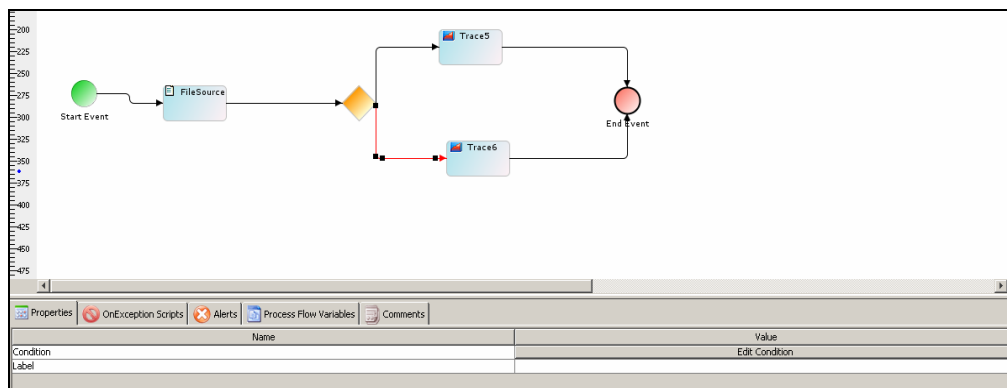 200
225
Trace5
250
275
FileSource
300
Start Event
End Event
325
Trace6
350
375
400
425
450
475
Properties OnException Scripts Alerts Process Flow Variables Comments
Name Value
Condition Edit Condition
Label